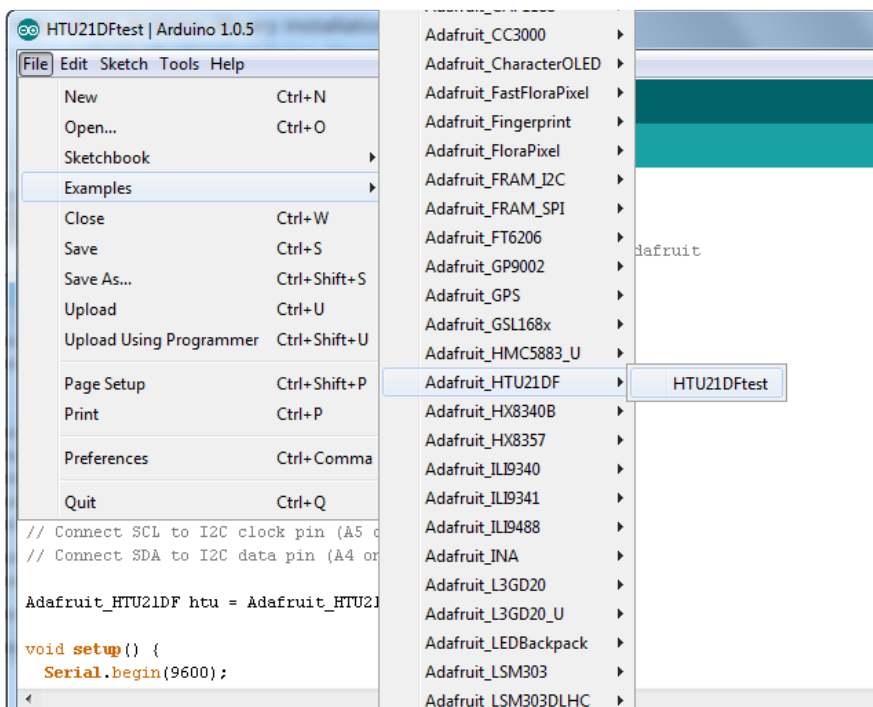 HTU21DFtest | Arduino 1.0.5
File Edit Sketch Tools Help
New Ctrl+N
Open... Ctrl+O
Sketchbook
Examples
Close Ctrl+W
Save Ctrl+S
Save As... Ctrl+Shift+S
Upload Ctrl+U
Upload Using Programmer Ctrl+Shift+U
Page Setup Ctrl+Shift+P
Print Ctrl+P
Preferences Ctrl+Comma
Quit Ctrl+Q
Adafruit_CC3000
Adafruit_CharacterOLED
Adafruit_FastFloraPixel
Adafruit_Fingerprint
Adafruit_FloraPixel
Adafruit_FRAM_I2C
Adafruit_FRAM_SPI
Adafruit_FT6206
Adafruit_GP9002
Adafruit_GPS
Adafruit_GSL168x
Adafruit_HMC5883_U
Adafruit_HTU21DF
Adafruit_HX8340B
Adafruit_HX8357
Adafruit_ILI9340
Adafruit_ILI9341
Adafruit_ILI9488
Adafruit_INA
Adafruit_L3GD20
Adafruit_L3GD20_U
Adafruit_LEDBackpack
Adafruit_LSM303
Adafruit_LSM303DLHC
HTU21DFtest
dafruit
// Connect SCL to I2C clock pin (A5
// Connect SDA to I2C data pin (A4 on
Adafruit_HTU21DF htu = Adafruit_HTU21
void setup() {
Serial.begin(9600);